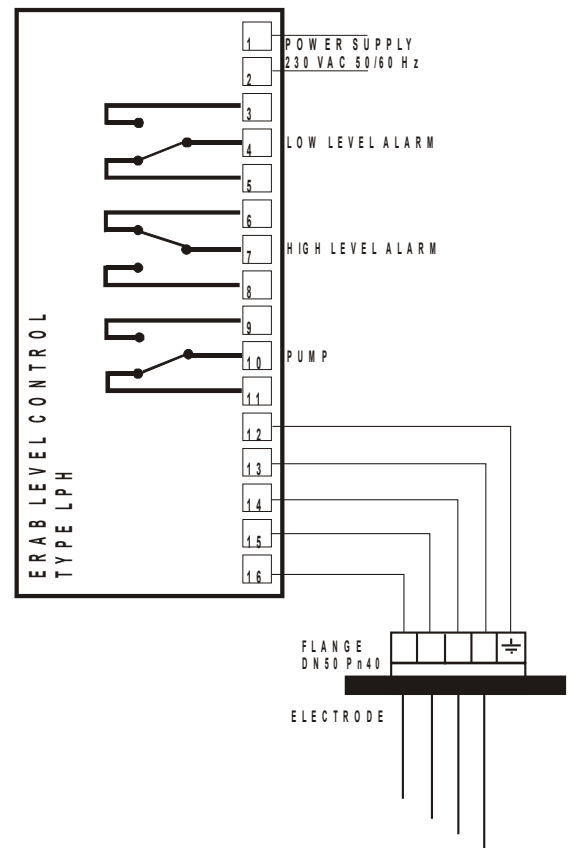 1
POWER SUPPLY
230 VAC 50/60 Hz
2
3
4
LOW LEVEL ALARM
5
6
7
HIGH LEVEL ALARM
8
9
10
PUMP
11
12
13
14
15
16
ERAB LEVEL CONTROL
TYPE LPH
FLANGE
DN50 Pn40
ELECTRODE